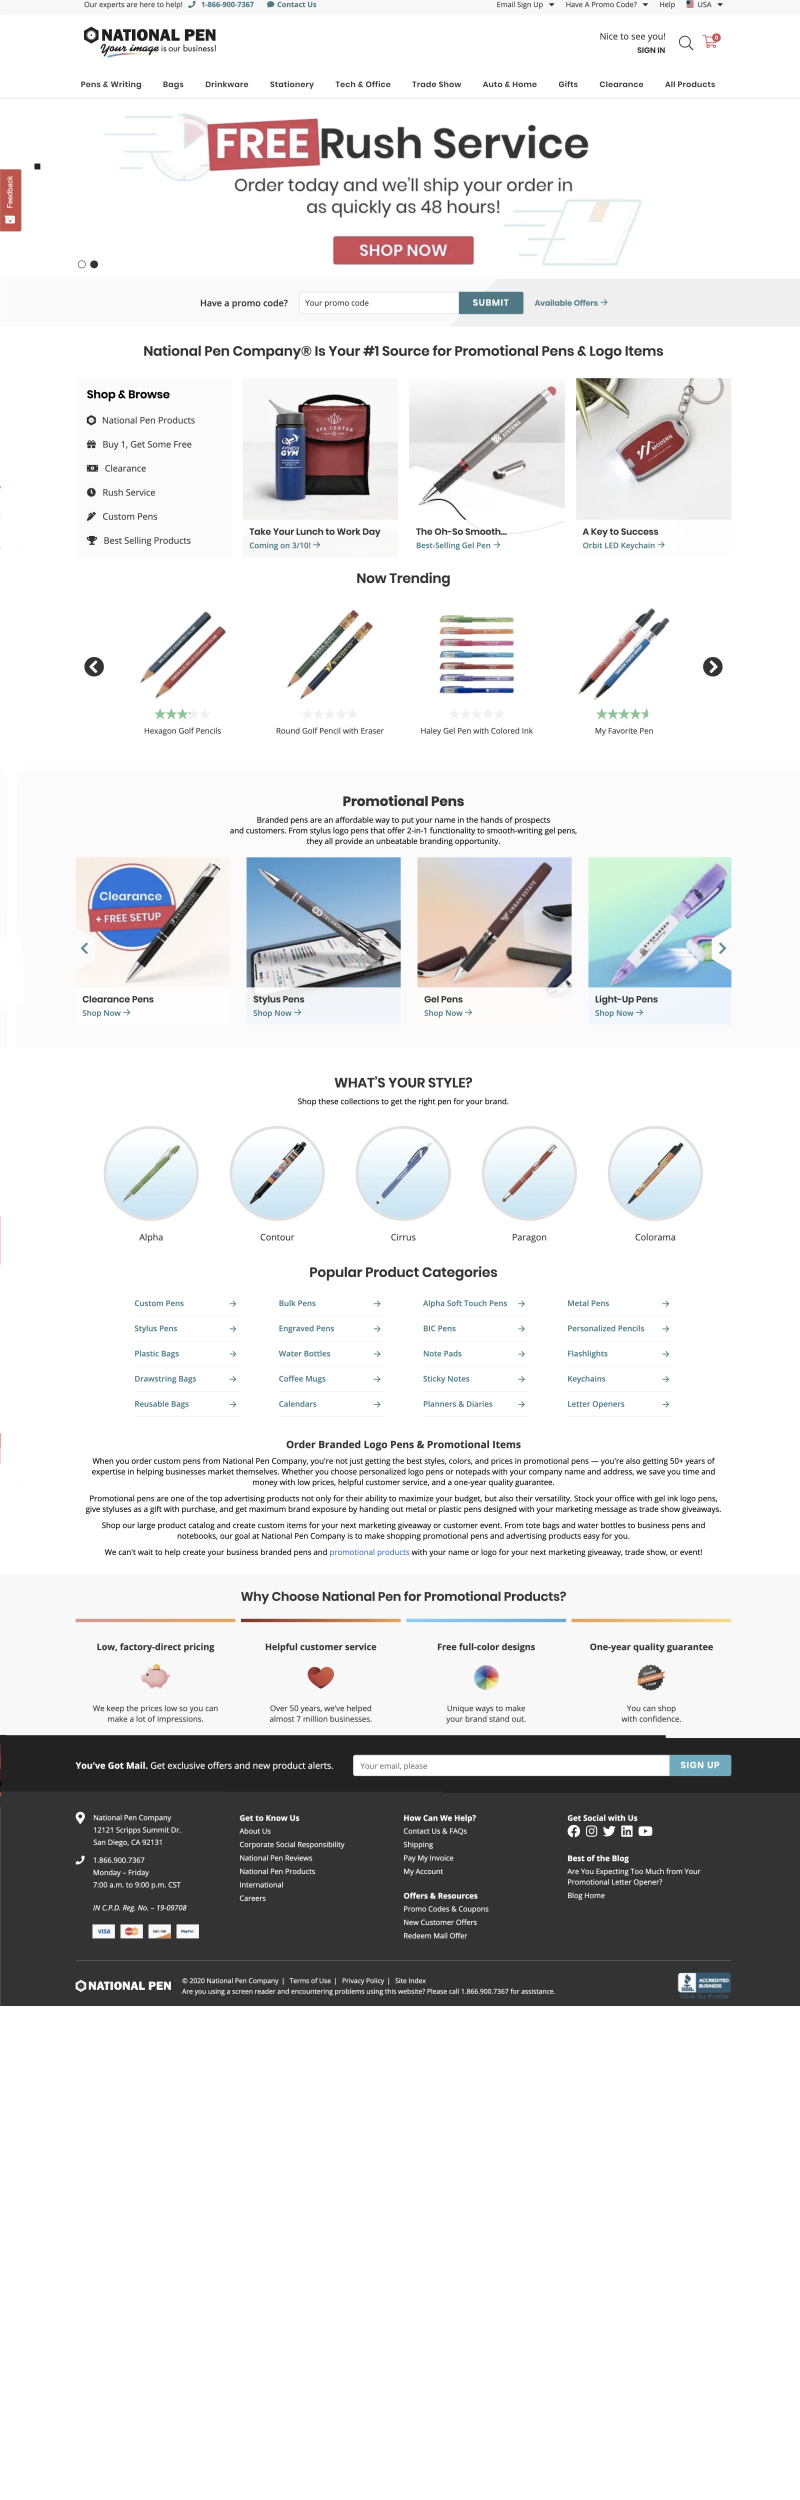 Our experts are here to help! 1-866-900-7367 Contact Us Email Sign Up Have A Promo Code? Help USA
NATIONAL PEN
Your image is our business!
Nice to see you!
SIGN IN
0
Pens & Writing Bags Drinkware Stationery Tech & Office Trade Show Auto & Home Gifts Clearance All Products
FREE Rush Service
Order today and we'll ship your order in
as quickly as 48 hours!
SHOP NOW
Feedback
Have a promo code? Your promo code SUBMIT Available Offers
National Pen Company® Is Your #1 Source for Promotional Pens & Logo Items
Shop & Browse
National Pen Products
Buy 1, Get Some Free
Clearance
Rush Service
Custom Pens
Best Selling Products
FITNESS
GYM
SPA CENTER
Take Your Lunch to Work Day
Coming on 3/10!
SYSTEMS
The Oh-So Smooth...
Best-Selling Gel Pen
MODERN
A Key to Success
Orbit LED Keychain
Now Trending
Hexagon Golf Pencils
Round Golf Pencil with Eraser
Haley Gel Pen with Colored Ink
My Favorite Pen
Promotional Pens
Branded pens are an affordable way to put your name in the hands of prospects
and customers. From stylus logo pens that offer 2-in-1 functionality to smooth-writing gel pens,
they all provide an unbeatable branding opportunity.
Clearance
+ FREE SETUP
Clearance Pens
Shop Now
TECHNOLOGY
Stylus Pens
Shop Now
URBAN ESTATE
Gel Pens
Shop Now
EVERGREEN
Light-Up Pens
Shop Now
WHAT'S YOUR STYLE?
Shop these collections to get the right pen for your brand.
Alpha Contour Cirrus Paragon Colorama
Popular Product Categories
Custom Pens Bulk Pens Alpha Soft Touch Pens Metal Pens
Stylus Pens Engraved Pens BIC Pens Personalized Pencils
Plastic Bags Water Bottles Note Pads Flashlights
Drawstring Bags Coffee Mugs Sticky Notes Keychains
Reusable Bags Calendars Planners & Diaries Letter Openers
Order Branded Logo Pens & Promotional Items
When you order custom pens from National Pen Company, you're not just getting the best styles, colors, and prices in promotional pens — you're also getting 50+ years of
expertise in helping businesses market themselves. Whether you choose personalized logo pens or notepads with your company name and address, we save you time and
money with low prices, helpful customer service, and a one-year quality guarantee.
Promotional pens are one of the top advertising products not only for their ability to maximize your budget, but also their versatility. Stock your office with gel ink logo pens,
give styluses as a gift with purchase, and get maximum brand exposure by handing out metal or plastic pens designed with your marketing message as trade show giveaways.
Shop our large product catalog and create custom items for your next marketing giveaway or customer event. From tote bags and water bottles to business pens and
notebooks, our goal at National Pen Company is to make shopping promotional pens and advertising products easy for you.
We can't wait to help create your business branded pens and promotional products with your name or logo for your next marketing giveaway, trade show, or event!
Why Choose National Pen for Promotional Products?
Low, factory-direct pricing
We keep the prices low so you can
make a lot of impressions.
Helpful customer service
Over 50 years, we've helped
almost 7 million businesses.
Free full-color designs
Unique ways to make
your brand stand out.
One-year quality guarantee
You can shop
with confidence.
You've Got Mail. Get exclusive offers and new product alerts. Your email, please SIGN UP
National Pen Company
12121 Scripps Summit Dr.
San Diego, CA 92131
1.866.900.7367
Monday – Friday
7:00 a.m. to 9:00 p.m. CST
IN C.P.D. Reg. No. – 19-09708
VISA
PayPal
Get to Know Us
About Us
Corporate Social Responsibility
National Pen Reviews
National Pen Products
International
Careers
How Can We Help?
Contact Us & FAQs
Shipping
Pay My Invoice
My Account
Offers & Resources
Promo Codes & Coupons
New Customer Offers
Redeem Mail Offer
Get Social with Us
Best of the Blog
Are You Expecting Too Much from Your
Promotional Letter Opener?
Blog Home
NATIONAL PEN
© 2020 National Pen Company | Terms of Use | Privacy Policy | Site Index
Are you using a screen reader and encountering problems using this website? Please call 1.866.900.7367 for assistance.
BBB
ACCREDITED
BUSINESS
Click for Profile